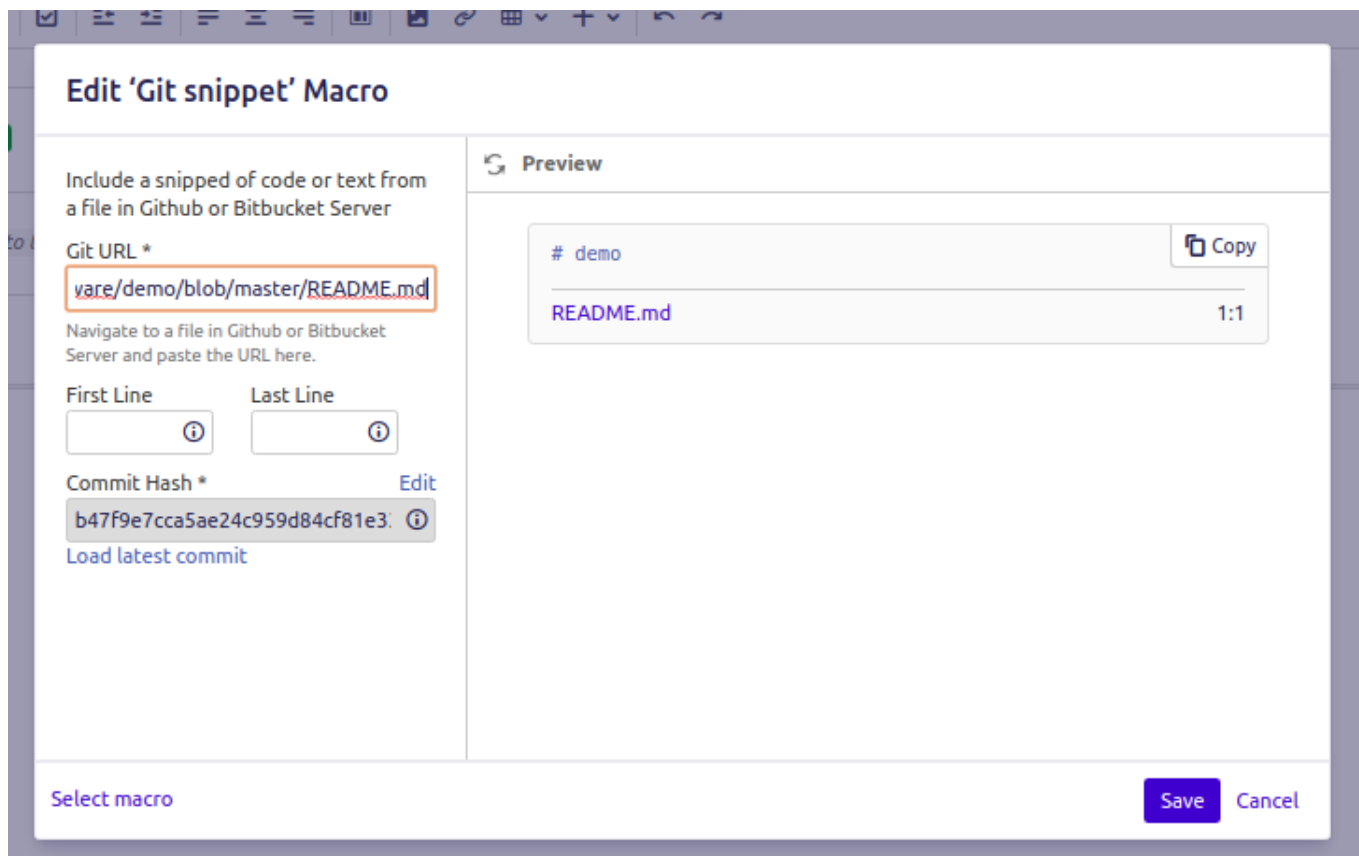 Edit ‘Git snippet’ Macro
Include a snipped of code or text from
a file in Github or Bitbucket Server
Git URL *
vare/demo/blob/master/README.md
Navigate to a file in Github or Bitbucket
Server and paste the URL here.
First Line Last Line
Commit Hash * Edit
b47f9e7cca5ae24c959d84cf81e3
Load latest commit
Preview
# demo
Copy
README.md 1:1
Select macro
Save Cancel